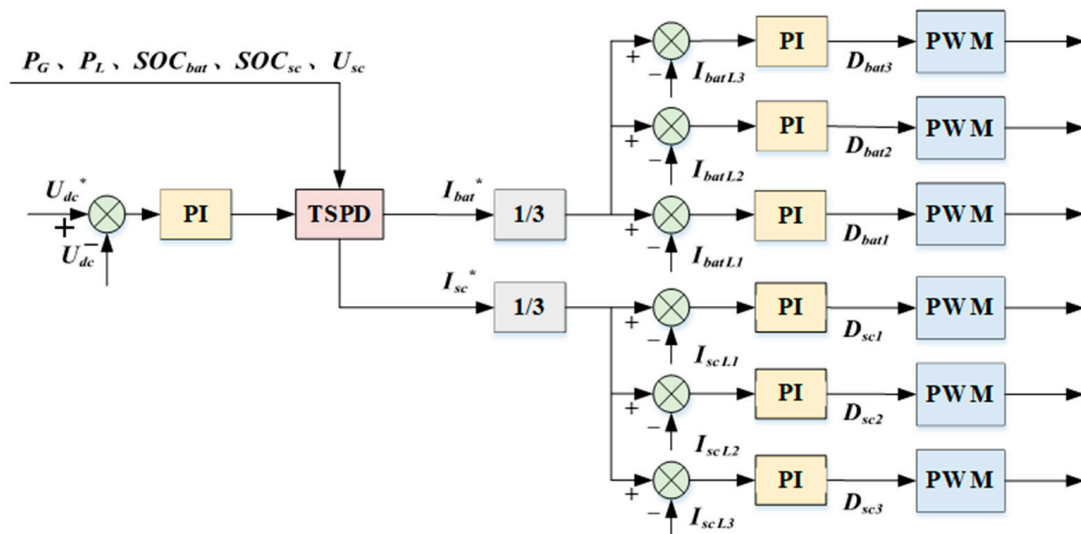 P_G 、 P_L 、 SOC_bat 、 SOC_sc 、 U_sc
U_dc*
+
U_dc
−
PI
TSPD
I_bat*
1/3
I_sc*
1/3
+
−
I_batL3
PI
D_bat3
PWM
+
−
I_batL2
PI
D_bat2
PWM
+
−
I_batL1
PI
D_bat1
PWM
+
−
I_scL1
PI
D_sc1
PWM
+
−
I_scL2
PI
D_sc2
PWM
+
−
I_scL3
PI
D_sc3
PWM